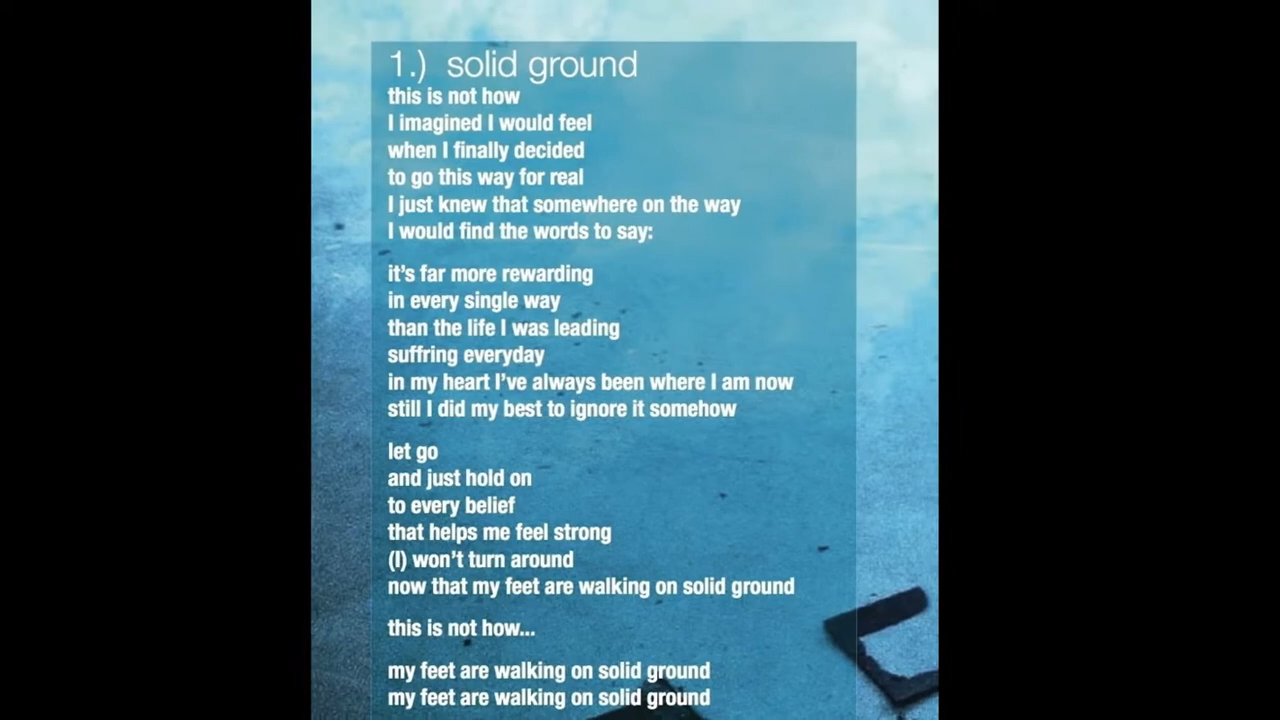 1.) solid ground
this is not how
I imagined I would feel
when I finally decided
to go this way for real
I just knew that somewhere on the way
I would find the words to say:
it's far more rewarding
in every single way
than the life I was leading
suffring everyday
in my heart I've always been where I am now
still I did my best to ignore it somehow
let go
and just hold on
to every belief
that helps me feel strong
(I) won't turn around
now that my feet are walking on solid ground
this is not how...
my feet are walking on solid ground
my feet are walking on solid ground